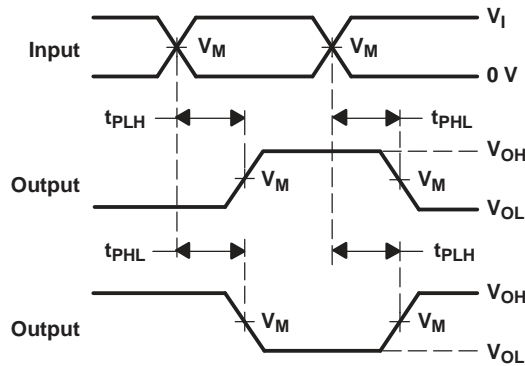 VI
Input VM VM
0 V
tPLH tPHL
VOH
Output VM VM
VOL
tPHL tPLH
VOH
Output VM VM
VOL